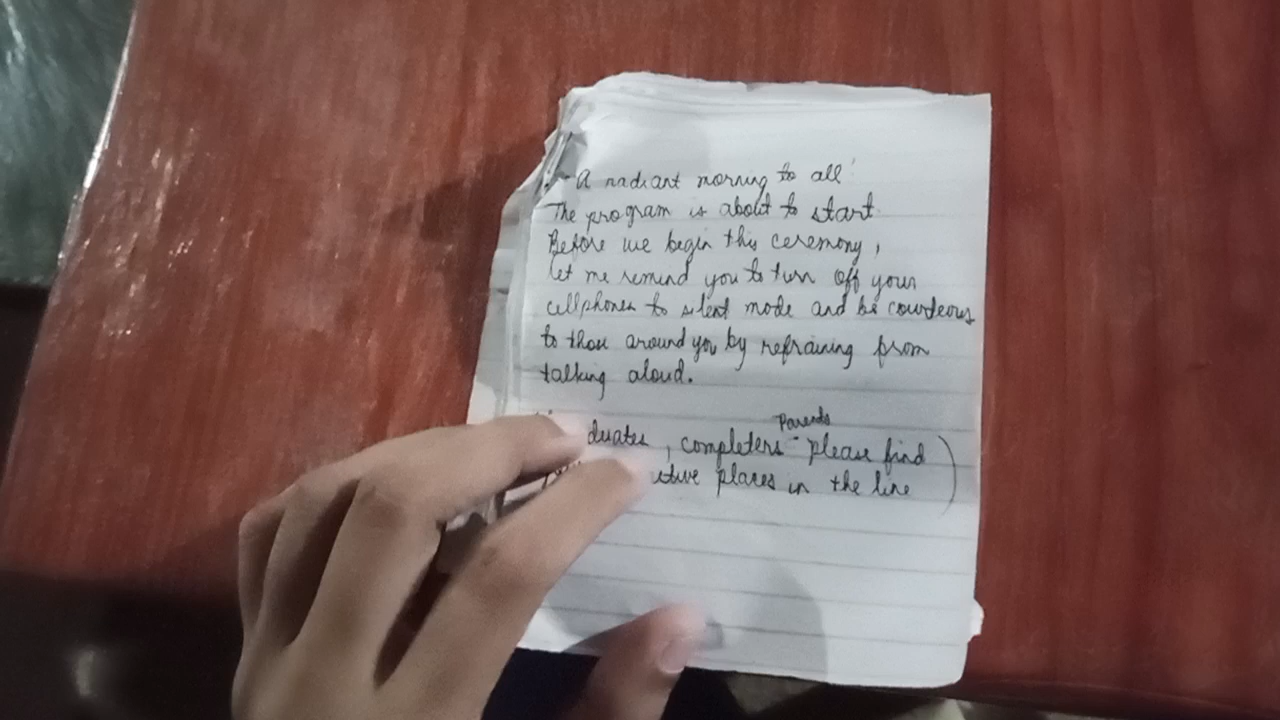 A radiant morning to all!
The program is about to start.
Before we begin this ceremony,
let me remind you to turn off your
cellphones to silent mode and be courteous
to those around you by refraining from
talking aloud.
Parents
duates, completers please find )
ctive places in the line